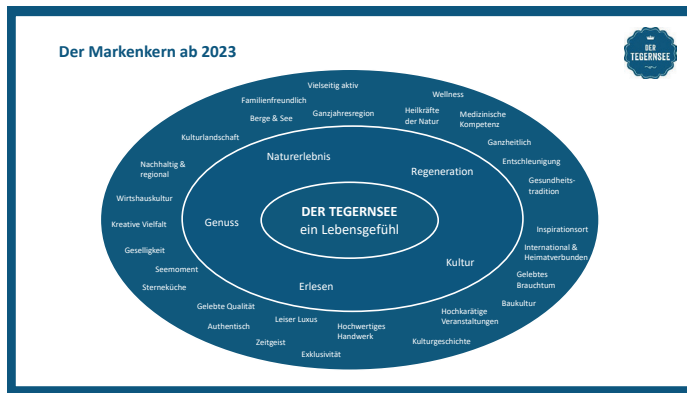 Der Markenkern ab 2023
DER
TEGERNSEE
Vielseitig aktiv
Wellness
Familienfreundlich
Berge & See
Ganzjahresregion
Heilkräfte
der Natur
Medizinische
Kompetenz
Kulturlandschaft
Ganzheitlich
Naturerlebnis
Entschleunigung
Nachhaltig &
regional
Regeneration
Gesundheits-
tradition
Wirtshauskultur
DER TEGERNSEE
ein Lebensgefühl
Kreative Vielfalt
Genuss
Inspirationsort
Geselligkeit
International &
Heimatverbunden
Seemoment
Kultur
Gelebtes
Brauchtum
Sterneküche
Erlesen
Gelebte Qualität
Baukultur
Authentisch
Leiser Luxus
Hochwertiges
Handwerk
Hochkarätige
Veranstaltungen
Zeitgeist
Kulturgeschichte
Exklusivität